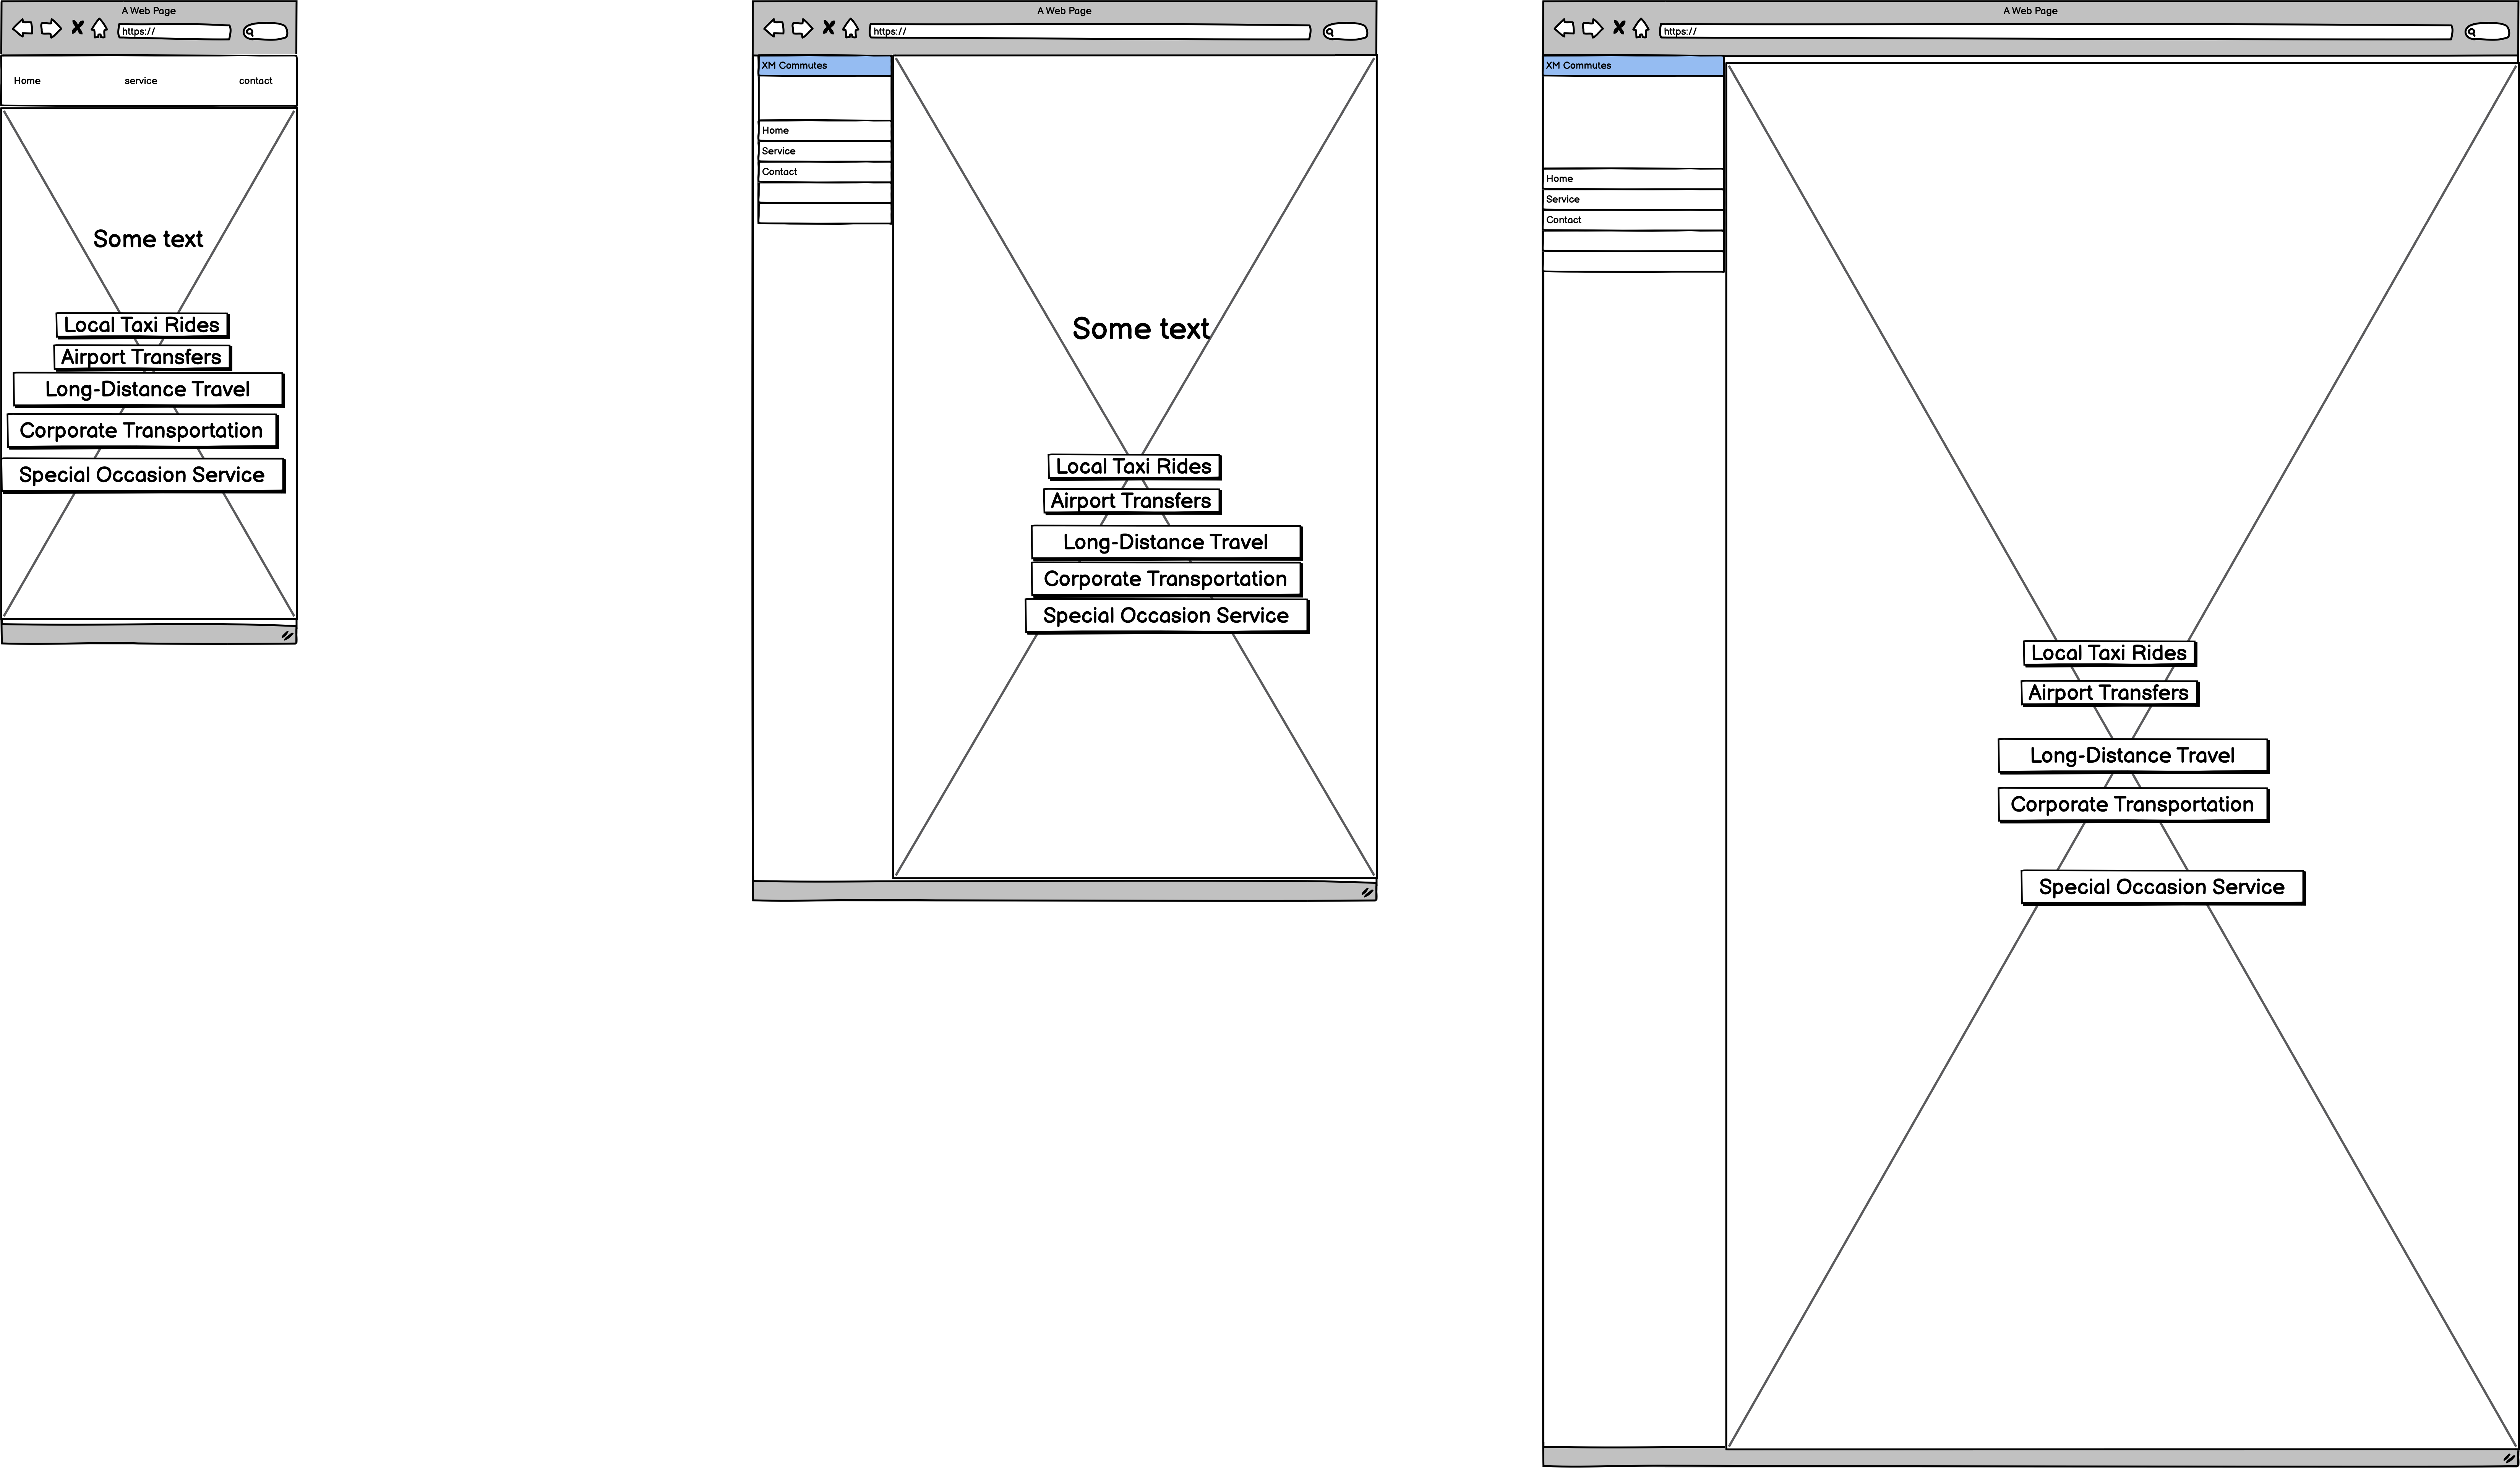 A Web Page
https://
Home service contact
Some text
Local Taxi Rides
Airport Transfers
Long-Distance Travel
Corporate Transportation
Special Occasion Service
A Web Page
https://
XM Commutes
Home
Service
Contact
Some text
Local Taxi Rides
Airport Transfers
Long-Distance Travel
Corporate Transportation
Special Occasion Service
A Web Page
https://
XM Commutes
Home
Service
Contact
Local Taxi Rides
Airport Transfers
Long-Distance Travel
Corporate Transportation
Special Occasion Service